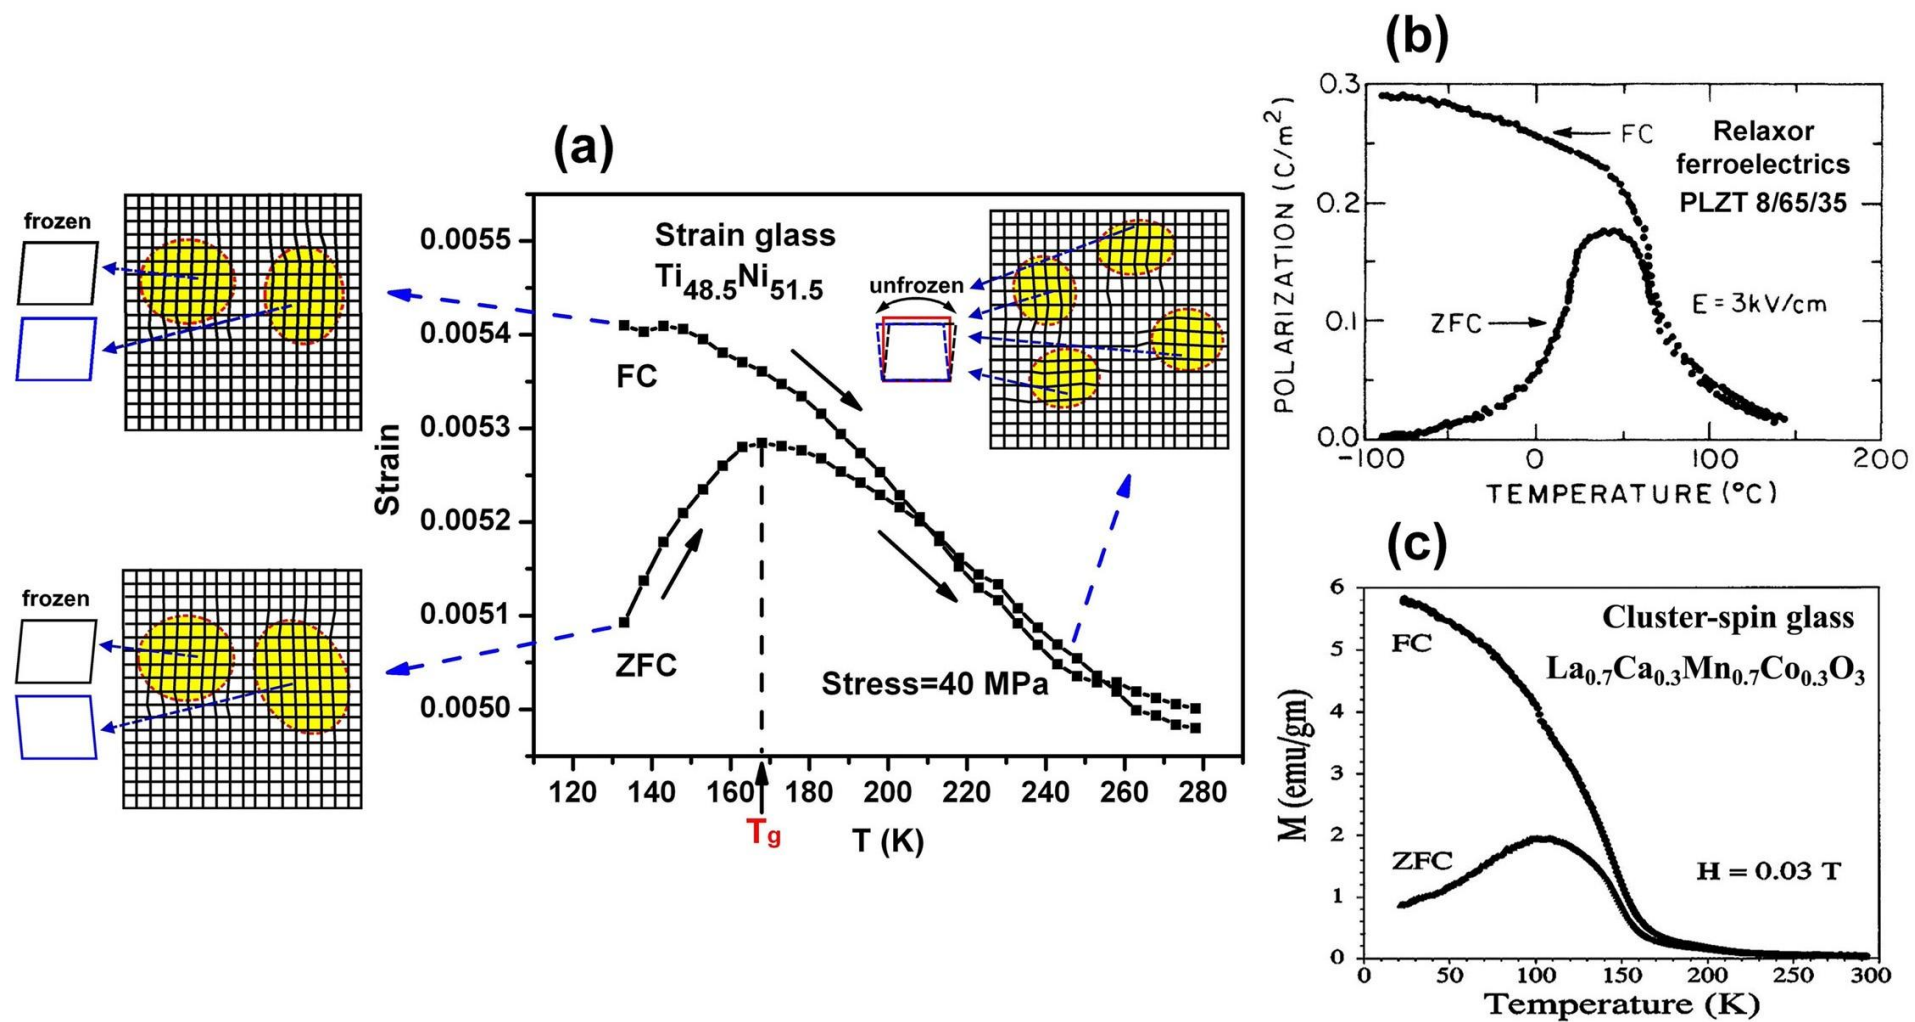 (a)
Strain glass
Ti48.5Ni51.5
frozen
frozen
unfrozen
FC
ZFC
Stress=40 MPa
Strain
0.0055
0.0054
0.0053
0.0052
0.0051
0.0050
120 140 160 180 200 220 240 260 280
Tg
T (K)
(b)
POLARIZATION (C/m2)
0.3
0.2
0.1
0.0
FC
Relaxor
ferroelectrics
PLZT 8/65/35
ZFC
E = 3kV/cm
-100 0 100 200
TEMPERATURE (°C)
(c)
M (emu/gm)
6
5
4
3
2
1
0
Cluster-spin glass
FC
La0.7Ca0.3Mn0.7Co0.3O3
ZFC
H = 0.03 T
0 50 100 150 200 250 300
Temperature (K)